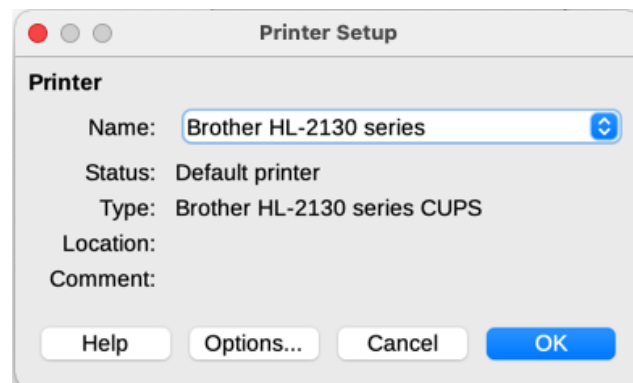 Printer Setup
Printer
Name: Brother HL-2130 series
Status: Default printer
Type: Brother HL-2130 series CUPS
Location:
Comment:
Help Options... Cancel OK